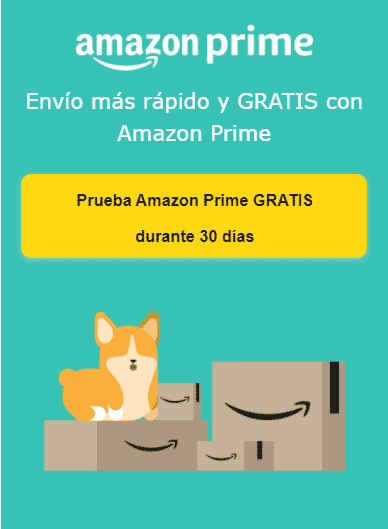 amazon prime
Envío más rápido y GRATIS con
Amazon Prime
Prueba Amazon Prime GRATIS
durante 30 días